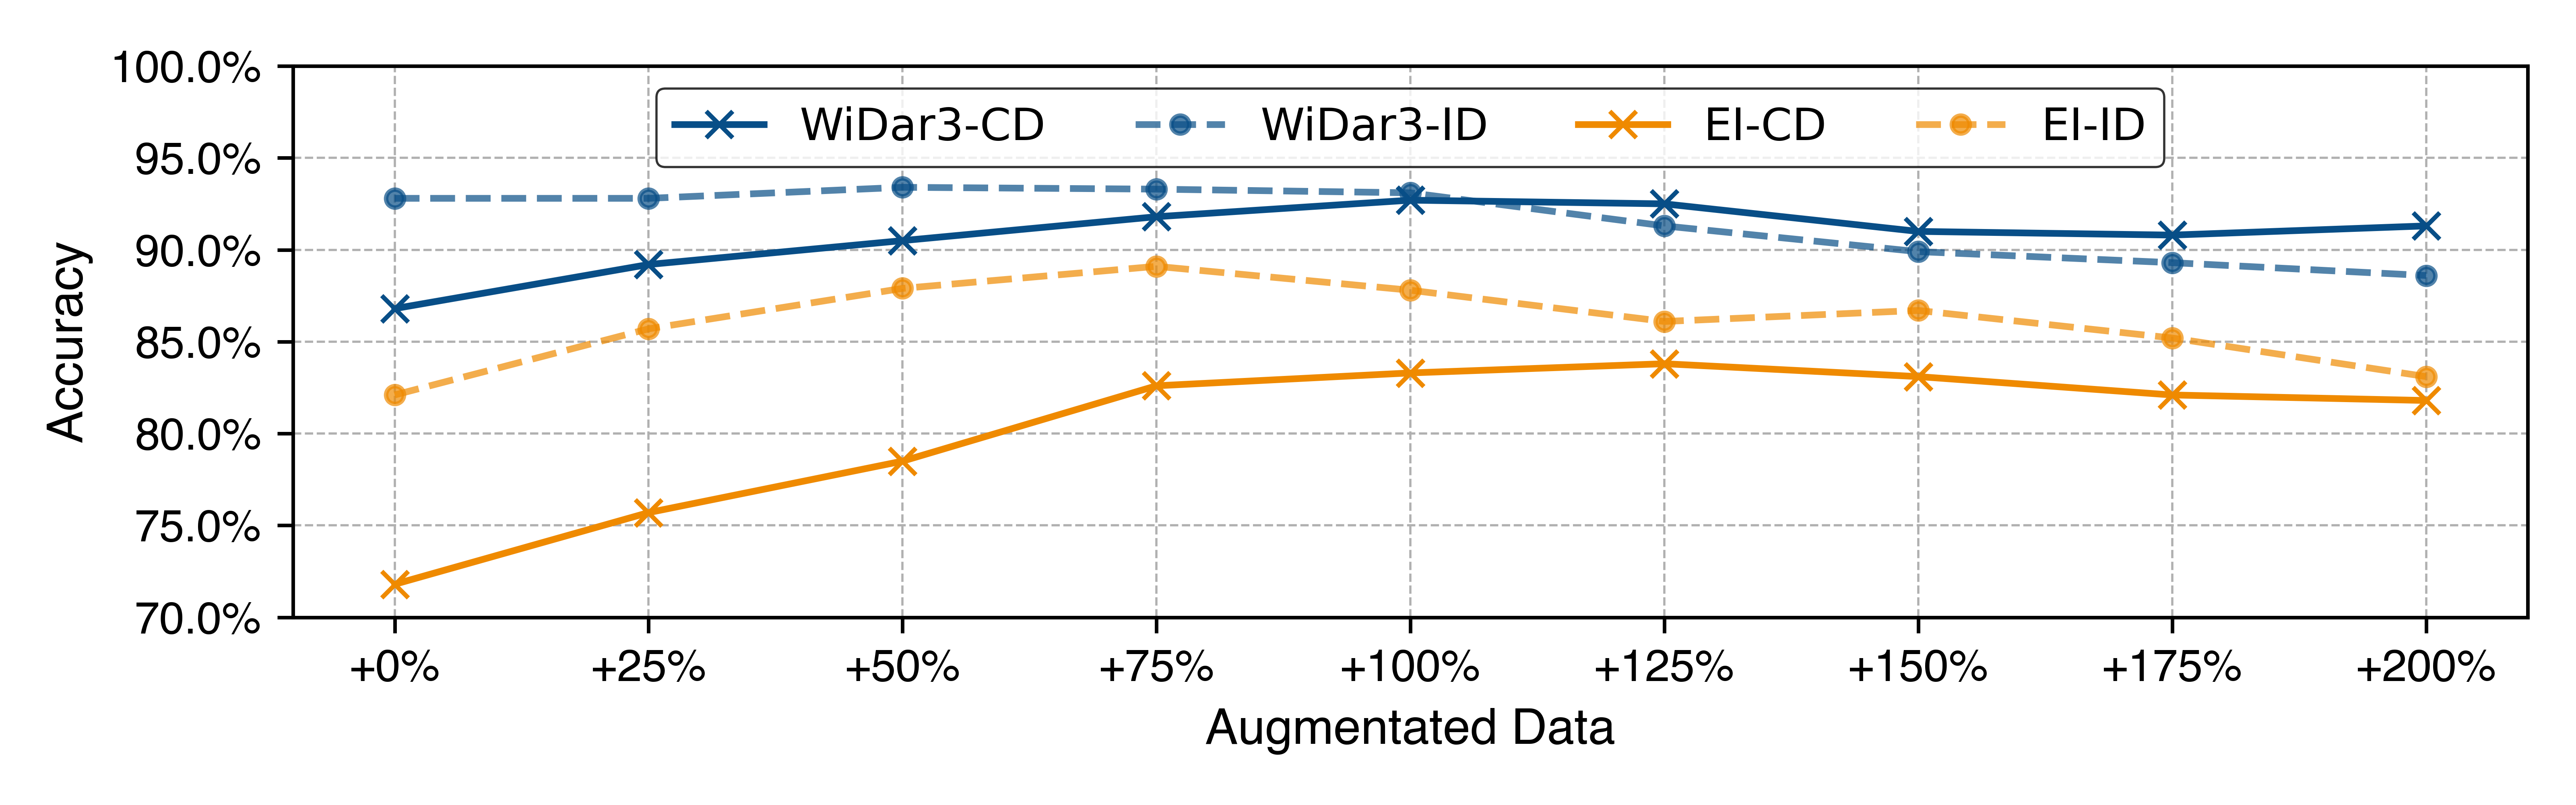 100.0%
95.0%
90.0%
85.0%
80.0%
75.0%
70.0%
Accuracy
WiDar3-CD WiDar3-ID EI-CD EI-ID
+0% +25% +50% +75% +100% +125% +150% +175% +200%
Augmentated Data